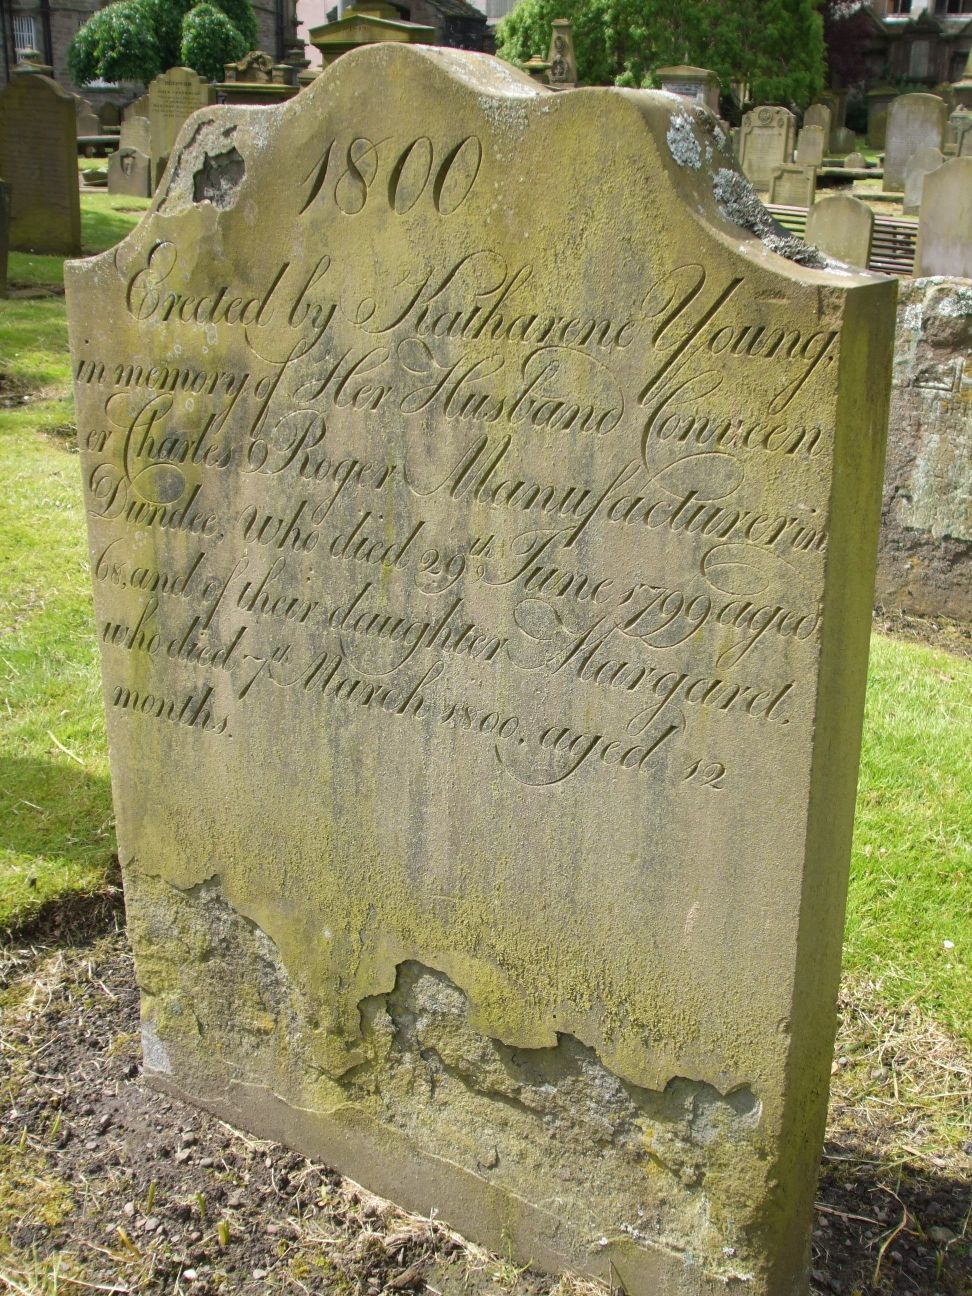 1800
Erected by Katharene Young,
in memory of Her Husband Conveen
er Charles Roger Manufacturer in
Dundee, who died 29th June 1799 aged
68, and of their daughter Margaret,
who died 7th March 1800, aged 12
months.